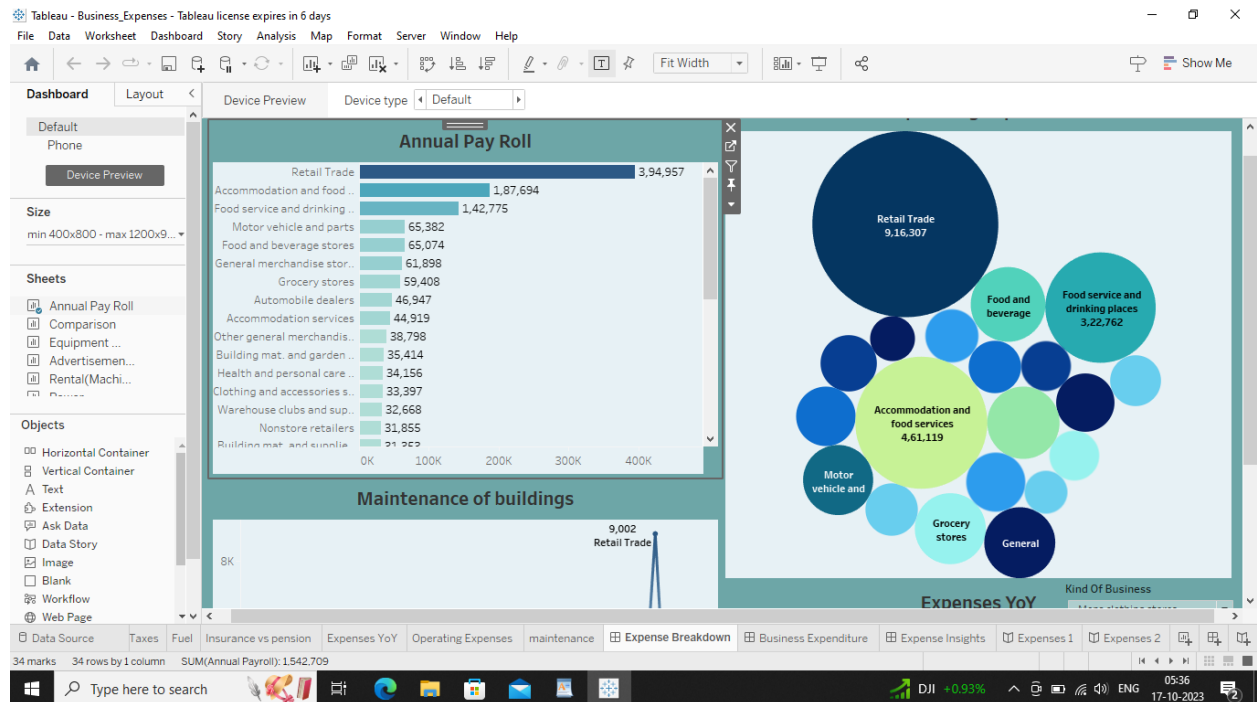 Tableau - Business_Expenses - Tableau license expires in 6 days
File Data Worksheet Dashboard Story Analysis Map Format Server Window Help
Fit Width
Show Me
Dashboard Layout
Device Preview Device type Default
Default
Phone
Device Preview
Size
min 400x800 - max 1200x9...
Sheets
Annual Pay Roll
Comparison
Equipment ...
Advertisemen...
Rental(Machi...
Objects
Horizontal Container
Vertical Container
A Text
Extension
Ask Data
Data Story
Image
Blank
Workflow
Web Page
Annual Pay Roll
Retail Trade 3,94,957
Accommodation and food .. 1,87,694
Food service and drinking .. 1,42,775
Motor vehicle and parts 65,382
Food and beverage stores 65,074
General merchandise stor.. 61,898
Grocery stores 59,408
Automobile dealers 46,947
Accommodation services 44,919
Other general merchandis.. 38,798
Building mat. and garden .. 35,414
Health and personal care .. 34,156
Clothing and accessories s.. 33,397
Warehouse clubs and sup.. 32,668
Nonstore retailers 31,855
Building mat. and supplie.. 31,352
0K 100K 200K 300K 400K
Maintenance of buildings
9,002
Retail Trade
8K
Retail Trade
9,16,307
Food and
beverage
Food service and
drinking places
3,22,762
Accommodation and
food services
4,61,119
Motor
vehicle and
Grocery
stores
General
Expenses YoY
Kind Of Business
Data Source Taxes Fuel Insurance vs pension Expenses YoY Operating Expenses maintenance Expense Breakdown Business Expenditure Expense Insights Expenses 1 Expenses 2
34 marks 34 rows by 1 column SUM(Annual Payroll): 1,542,709
Type here to search
DJI +0.93%
ENG
05:36
17-10-2023
2